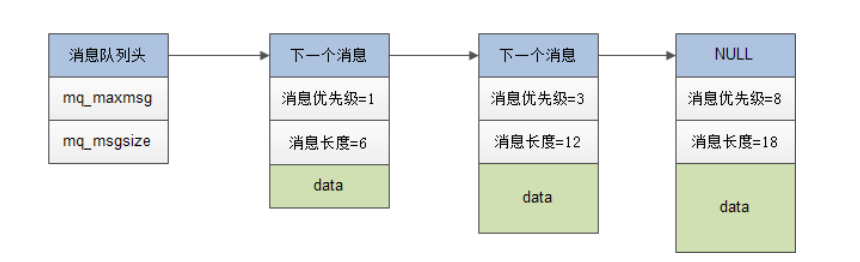 消息队列头
mq_maxmsg
mq_msgsize
下一个消息
消息优先级=1
消息长度=6
data
下一个消息
消息优先级=3
消息长度=12
data
NULL
消息优先级=8
消息长度=18
data